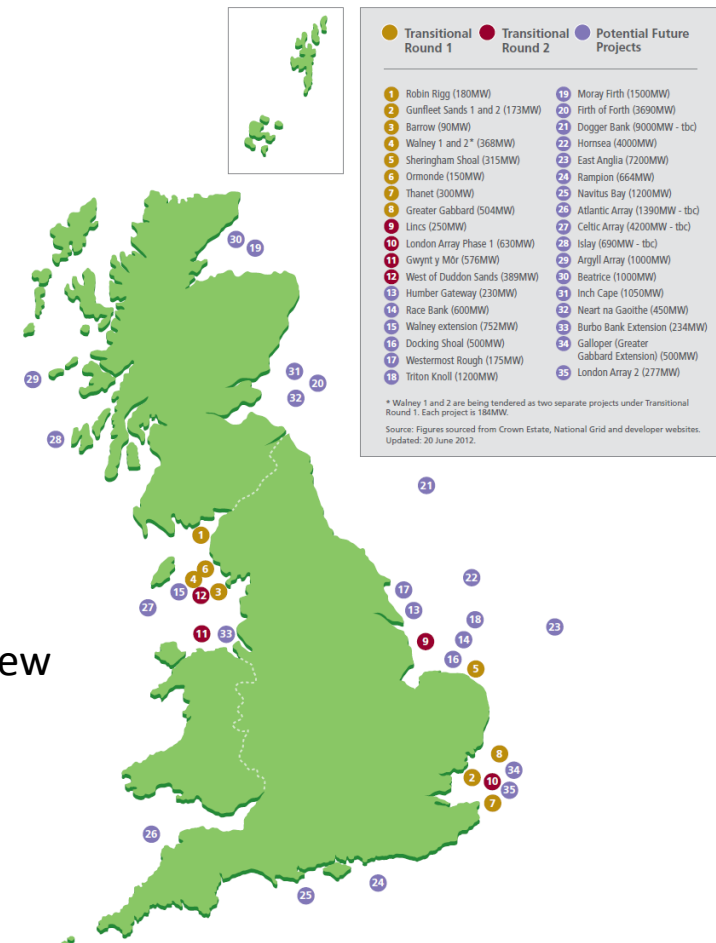 Transitional Round 1
Transitional Round 2
Potential Future Projects
1 Robin Rigg (180MW)
2 Gunfleet Sands 1 and 2 (173MW)
3 Barrow (90MW)
4 Walney 1 and 2* (368MW)
5 Sheringham Shoal (315MW)
6 Ormonde (150MW)
7 Thanet (300MW)
8 Greater Gabbard (504MW)
9 Lincs (250MW)
10 London Array Phase 1 (630MW)
11 Gwynt y Môr (576MW)
12 West of Duddon Sands (389MW)
13 Humber Gateway (230MW)
14 Race Bank (600MW)
15 Walney extension (752MW)
16 Docking Shoal (500MW)
17 Westermost Rough (175MW)
18 Triton Knoll (1200MW)
19 Moray Firth (1500MW)
20 Firth of Forth (3690MW)
21 Dogger Bank (9000MW - tbc)
22 Hornsea (4000MW)
23 East Anglia (7200MW)
24 Rampion (664MW)
25 Navitus Bay (1200MW)
26 Atlantic Array (1390MW - tbc)
27 Celtic Array (4200MW - tbc)
28 Islay (690MW - tbc)
29 Argyll Array (1000MW)
30 Beatrice (1000MW)
31 Inch Cape (1050MW)
32 Neart na Gaoithe (450MW)
33 Burbo Bank Extension (234MW)
34 Galloper (Greater
Gabbard Extension) (500MW)
35 London Array 2 (277MW)
* Walney 1 and 2 are being tendered as two separate projects under Transitional
Round 1. Each project is 184MW.
Source: Figures sourced from Crown Estate, National Grid and developer websites.
Updated: 20 June 2012.
30
19
29
31
20
32
28
21
1
6
4
15
12
3
27
22
17
13
18
23
11
33
9
14
16
5
ew
8
34
2
10
35
7
26
24
25